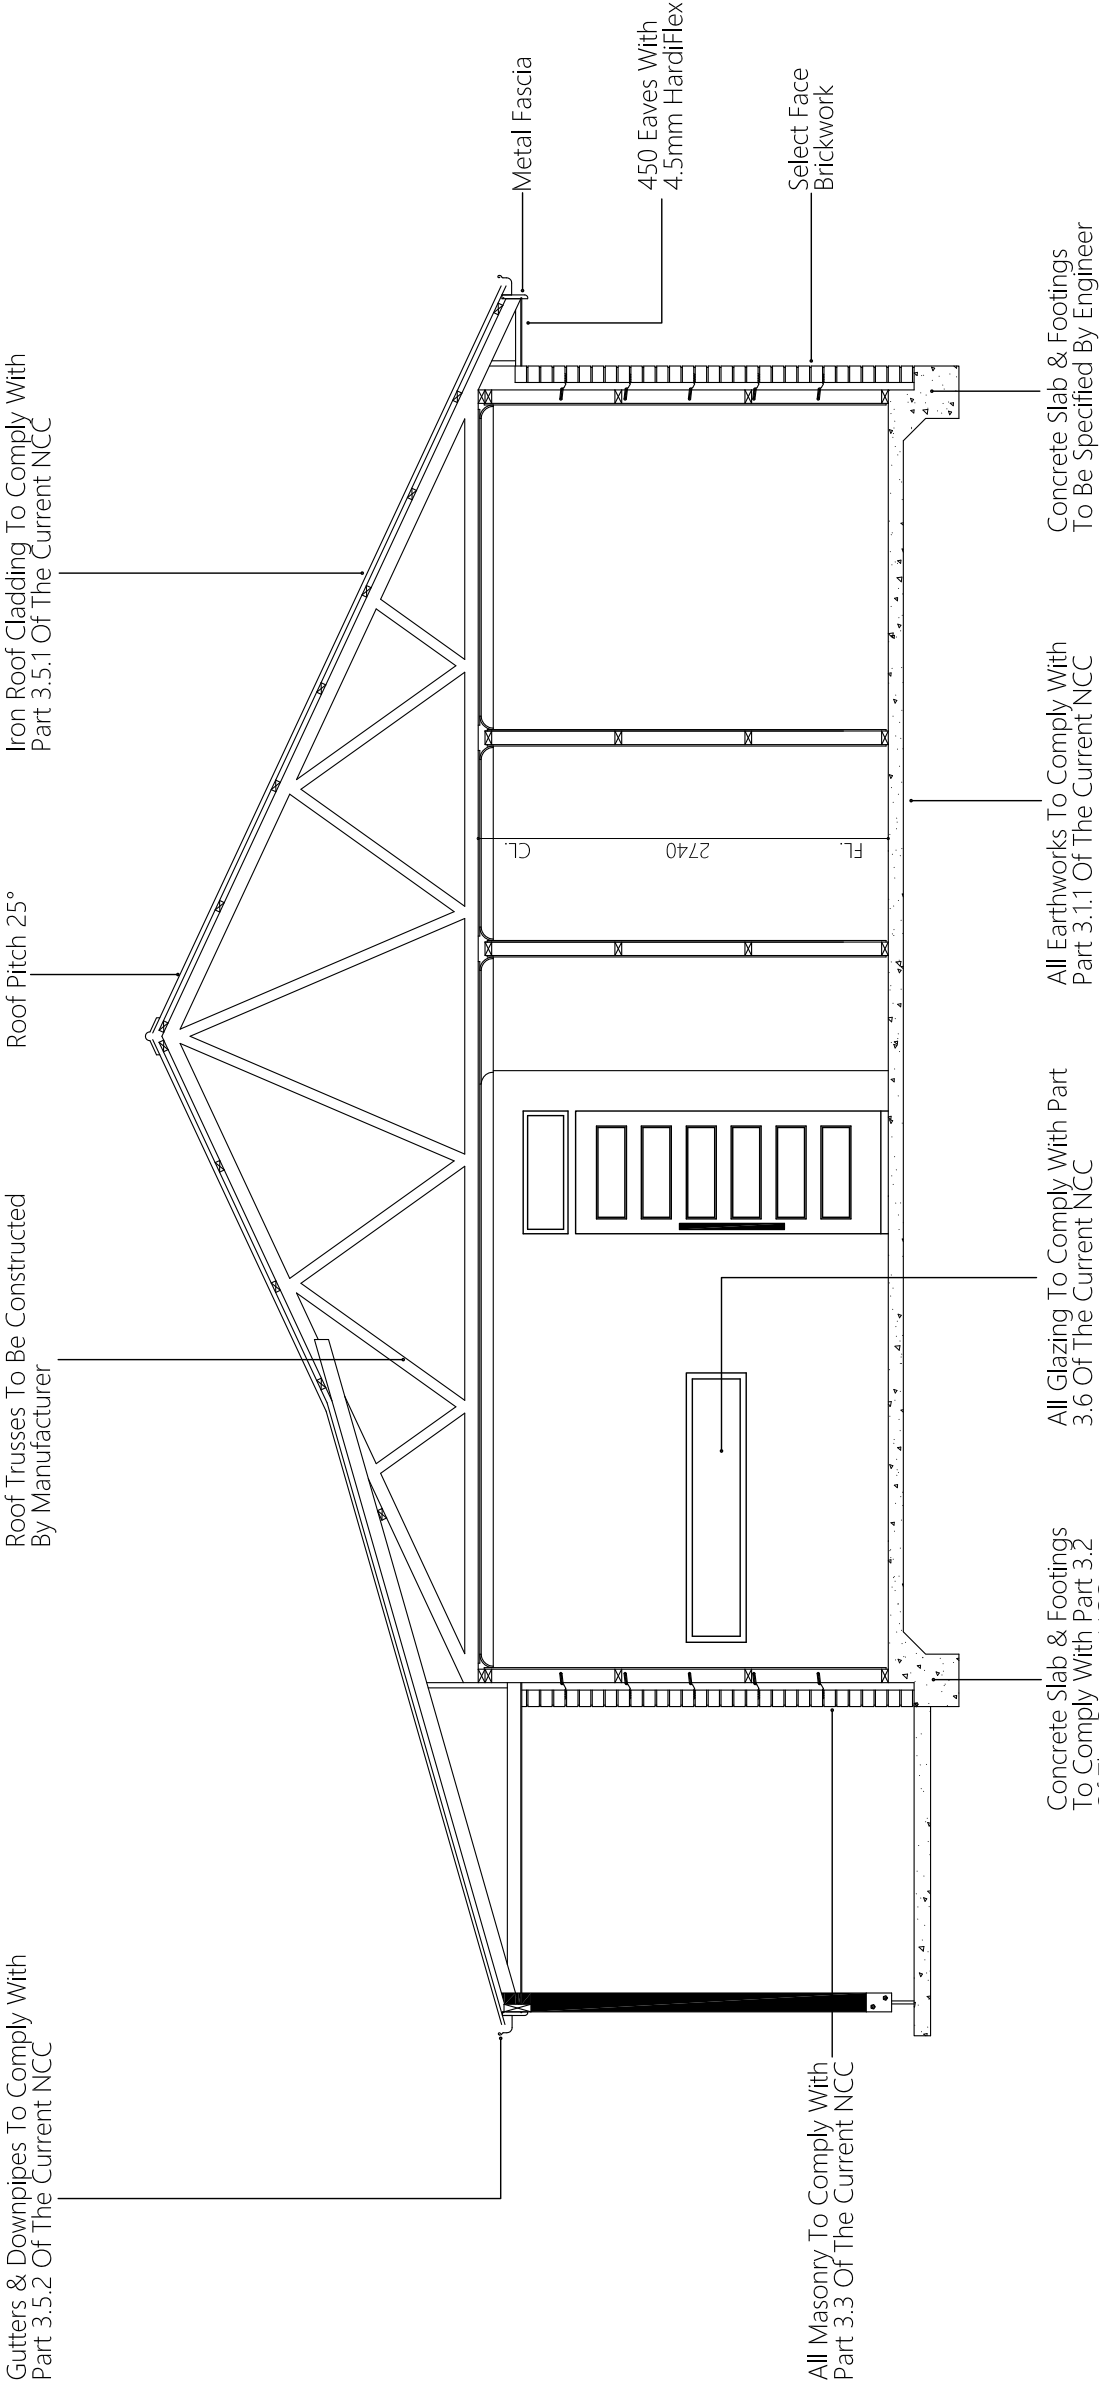 Gutters & Downpipes To Comply With
Part 3.5.2 Of The Current NCC
Roof Trusses To Be Constructed
By Manufacturer
Roof Pitch 25°
Iron Roof Cladding To Comply With
Part 3.5.1 Of The Current NCC
Metal Fascia
450 Eaves With
4.5mm HardiFlex
Select Face
Brickwork
CL.
2740
FL.
All Masonry To Comply With
Part 3.3 Of The Current NCC
Concrete Slab & Footings
To Comply With Part 3.2
All Glazing To Comply With Part
3.6 Of The Current NCC
All Earthworks To Comply With
Part 3.1.1 Of The Current NCC
Concrete Slab & Footings
To Be Specified By Engineer